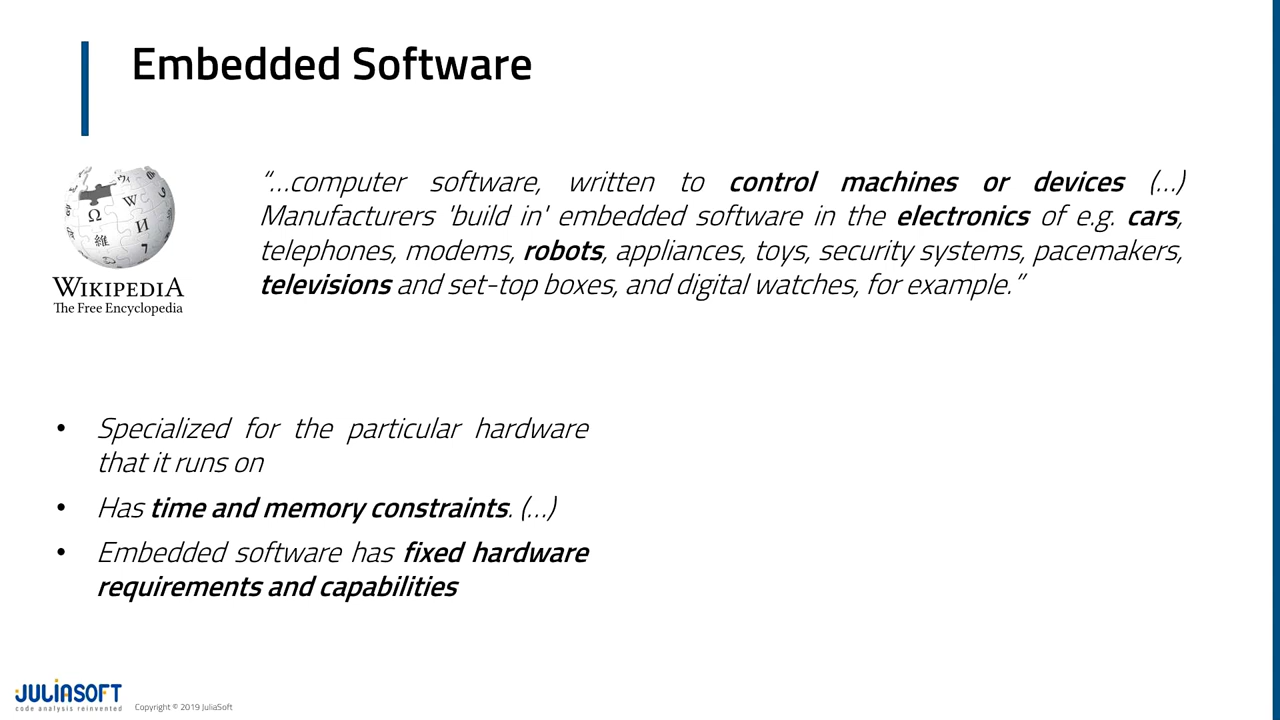 Embedded Software
“...computer software, written to control machines or devices (...)
Manufacturers 'build in' embedded software in the electronics of e.g. cars,
telephones, modems, robots, appliances, toys, security systems, pacemakers,
televisions and set-top boxes, and digital watches, for example.”
Ω
W
И
維
WIKIPEDIA
The Free Encyclopedia
• Specialized for the particular hardware
that it runs on
• Has time and memory constraints. (...)
• Embedded software has fixed hardware
requirements and capabilities
JULIASOFT
code analysis reinvented
Copyright © 2019 JuliaSoft